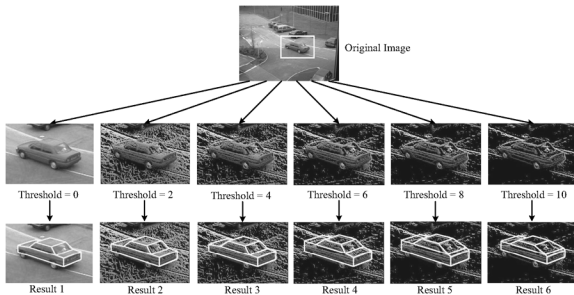 Original Image
Threshold = 0
Threshold = 2
Threshold = 4
Threshold = 6
Threshold = 8
Threshold = 10
Result 1
Result 2
Result 3
Result 4
Result 5
Result 6